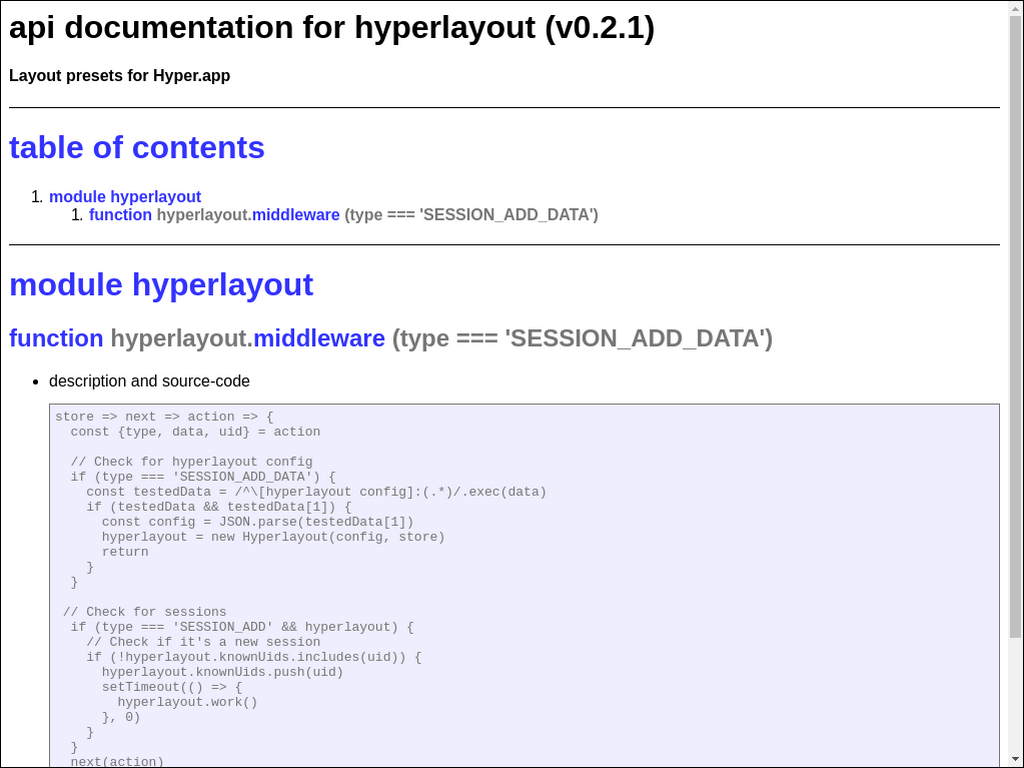 api documentation for hyperlayout (v0.2.1)
Layout presets for Hyper.app
table of contents
1. module hyperlayout
1. function hyperlayout.middleware (type === 'SESSION_ADD_DATA')
module hyperlayout
function hyperlayout.middleware (type === 'SESSION_ADD_DATA')
• description and source-code
store => next => action => {
  const {type, data, uid} = action
  // Check for hyperlayout config
  if (type === 'SESSION_ADD_DATA') {
    const testedData = /^\[hyperlayout config]:(.*)/.exec(data)
    if (testedData && testedData[1]) {
      const config = JSON.parse(testedData[1])
      hyperlayout = new Hyperlayout(config, store)
      return
    }
  }
 // Check for sessions
  if (type === 'SESSION_ADD' && hyperlayout) {
    // Check if it's a new session
    if (!hyperlayout.knownUids.includes(uid)) {
      hyperlayout.knownUids.push(uid)
      setTimeout(() => {
        hyperlayout.work()
      }, 0)
    }
  }
  next(action)